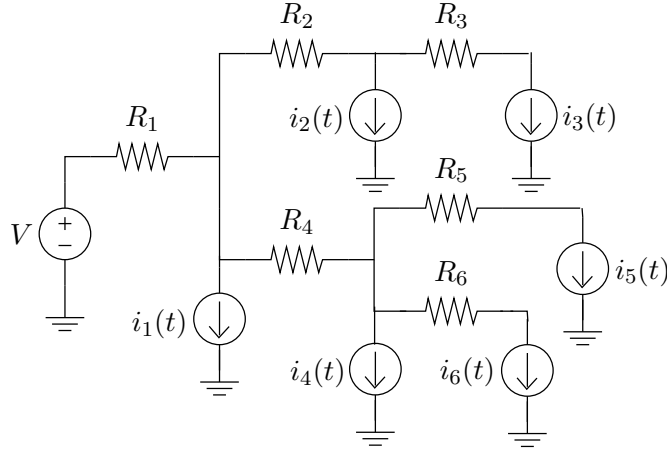 R₂ R₃
i₂(t) i₃(t)
R₁
R₅
V + − R₄
i₅(t)
R₆
i₁(t)
i₄(t) i₆(t)